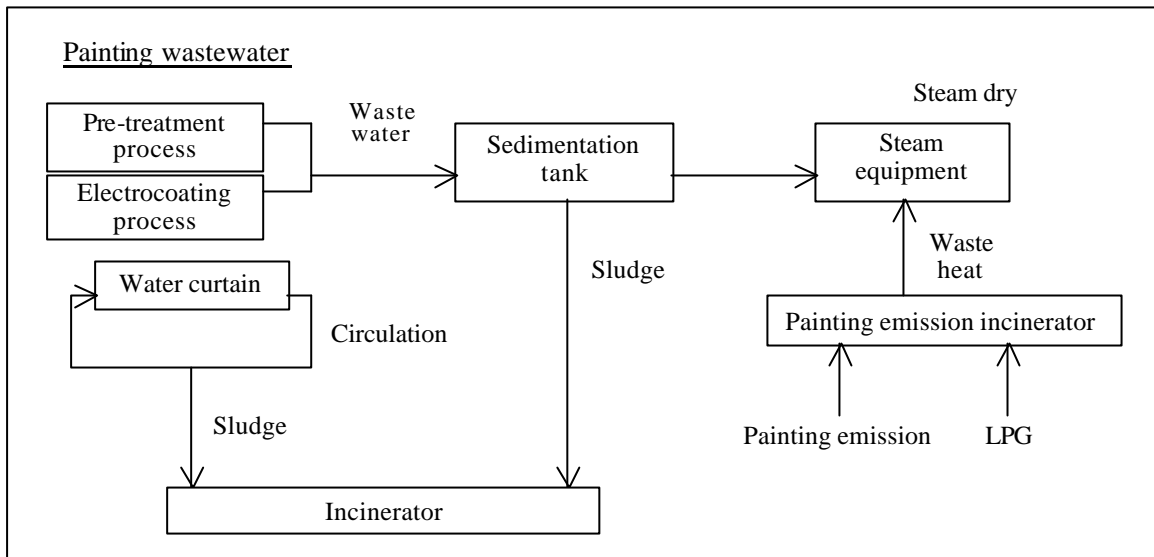 Painting wastewater
Pre-treatment
process
Electrocoating
process
Waste
water
Sedimentation
tank
Steam dry
Steam
equipment
Water curtain
Circulation
Sludge
Sludge
Waste
heat
Painting emission incinerator
Painting emission
LPG
Incinerator